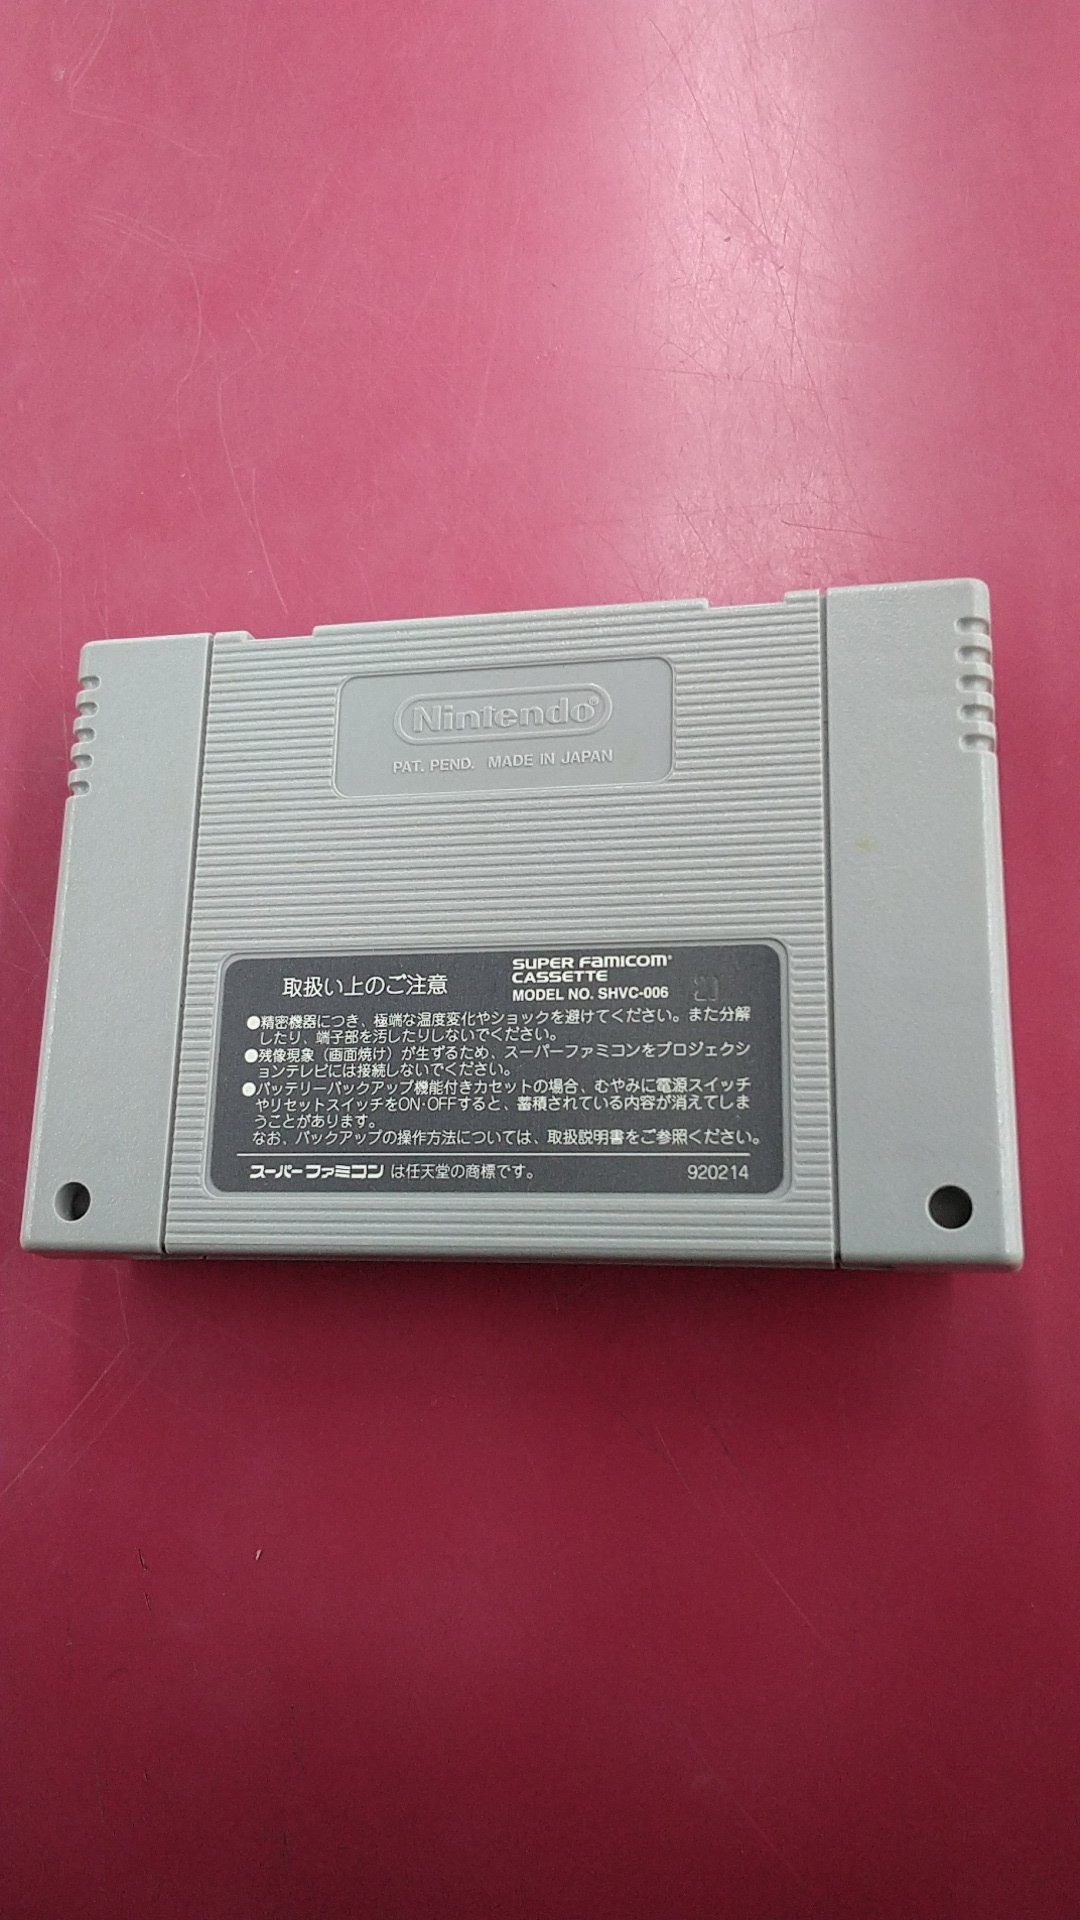 Nintendo®
PAT. PEND. MADE IN JAPAN
取扱い上のご注意
SUPER FAMICOM®
CASSETTE
MODEL NO. SHVC-006
●精密機器につき、極端な温度変化やショックを避けてください。また分解
したり、端子部を汚したりしないでください。
●残像現象（画面焼け）が生ずるため、スーパーファミコンをプロジェクシ
ョンテレビには接続しないでください。
●バッテリーバックアップ機能付きカセットの場合、むやみに電源スイッチ
やリセットスイッチをON・OFFすると、蓄積されている内容が消えてしま
うことがあります。
なお、バックアップの操作方法については、取扱説明書をご参照ください。
スーパーファミコン は任天堂の商標です。
920214